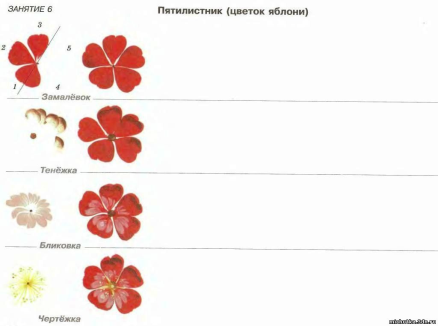 ЗАНЯТИЕ 6
Пятилистник (цветок яблони)
3
2
5
1
4
Замалёвок
Тенёжка
Бликовка
Чертёжка